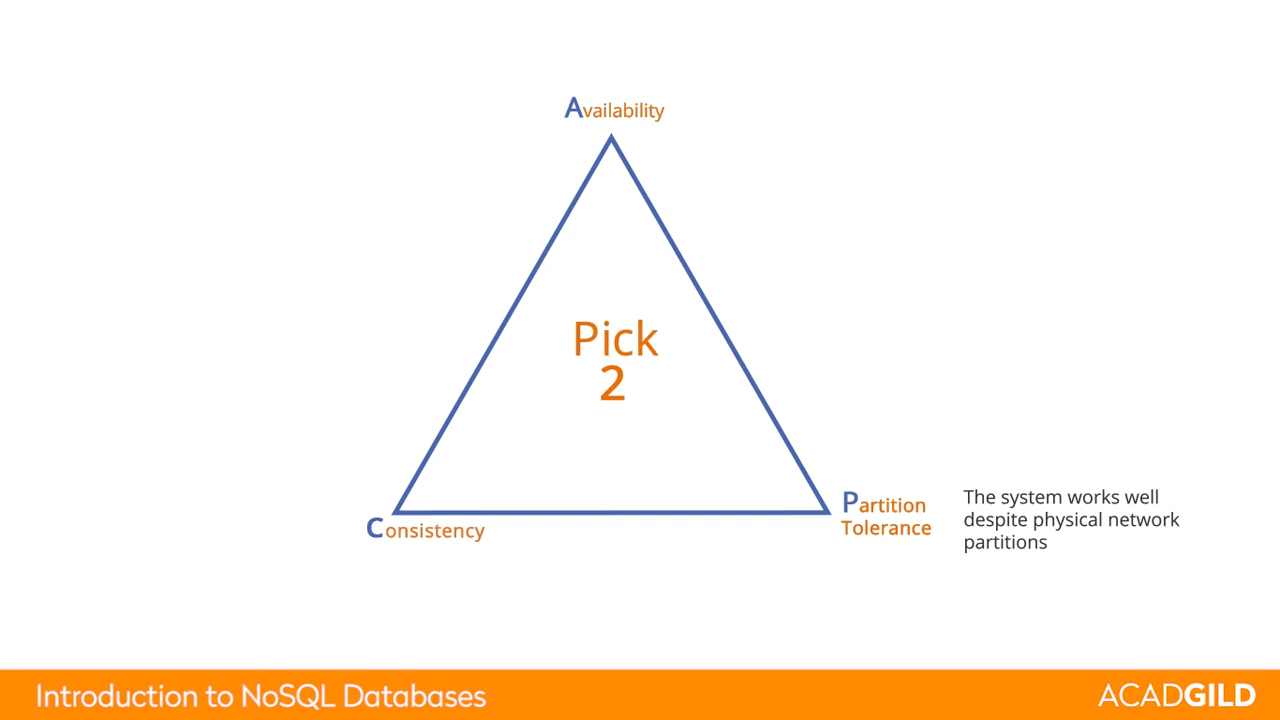 Availability
Pick
2
Consistency
Partition
Tolerance
The system works well
despite physical network
partitions
Introduction to NoSQL Databases
ACADGILD